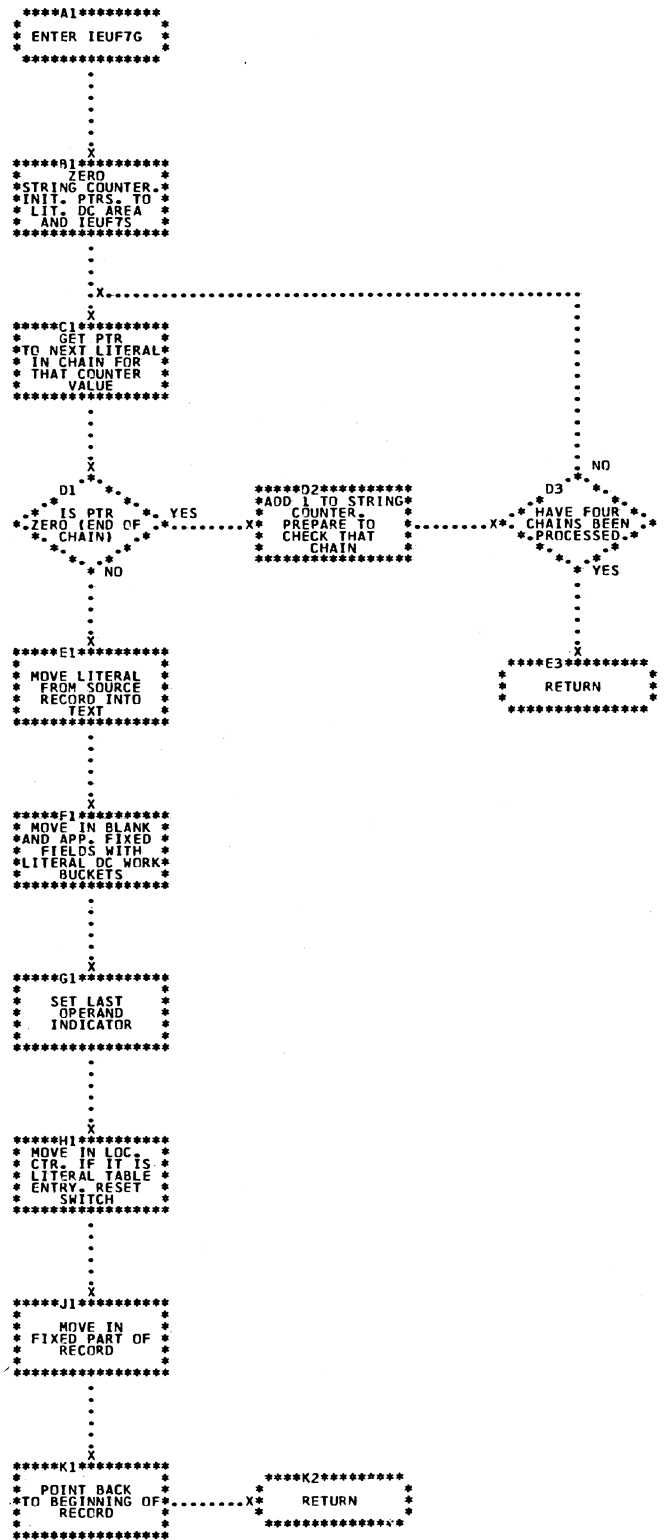 A1
ENTER IEUF7G
B1
ZERO
STRING COUNTER.
INIT. PTRS. TO
LIT. DC AREA
AND IEUF7S
C1
GET PTR
TO NEXT LITERAL
IN CHAIN FOR
THAT COUNTER
VALUE
D1
IS PTR
ZERO (END OF
CHAIN)
YES
NO
D2
ADD 1 TO STRING
COUNTER.
PREPARE TO
CHECK THAT
CHAIN
D3
NO
HAVE FOUR
CHAINS BEEN
PROCESSED
YES
E1
MOVE LITERAL
FROM SOURCE
RECORD INTO
TEXT
E3
RETURN
F1
MOVE IN BLANK
AND APP. FIXED
FIELDS WITH
LITERAL DC WORK
BUCKETS
G1
SET LAST
OPERAND
INDICATOR
H1
MOVE IN LOC.
CTR. IF IT IS
LITERAL TABLE
ENTRY. RESET
SWITCH
J1
MOVE IN
FIXED PART OF
RECORD
K1
POINT BACK
TO BEGINNING OF
RECORD
K2
RETURN